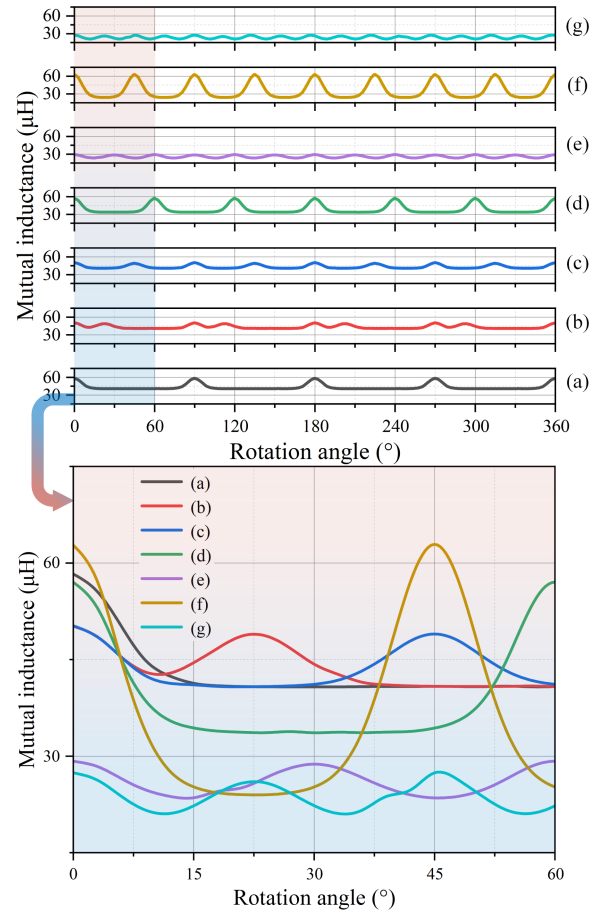 60
30
(g)
60
30
(f)
60
30
(e)
60
30
(d)
60
30
(c)
60
30
(b)
60
30
(a)
Mutual inductance (μH)
0 60 120 180 240 300 360
Rotation angle (°)
(a)
(b)
(c)
(d)
(e)
(f)
(g)
60
30
Mutual inductance (μH)
0 15 30 45 60
Rotation angle (°)